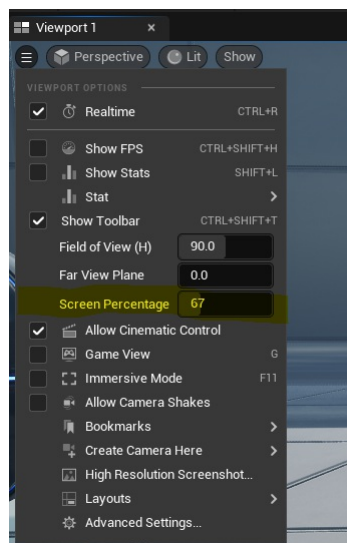 Viewport 1 ×
Perspective Lit Show
VIEWPORT OPTIONS
Realtime CTRL+R
Show FPS CTRL+SHIFT+H
Show Stats SHIFT+L
Stat
Show Toolbar CTRL+SHIFT+T
Field of View (H) 90.0
Far View Plane 0.0
Screen Percentage 67
Allow Cinematic Control
Game View G
Immersive Mode F11
Allow Camera Shakes
Bookmarks
Create Camera Here
High Resolution Screenshot...
Layouts
Advanced Settings...